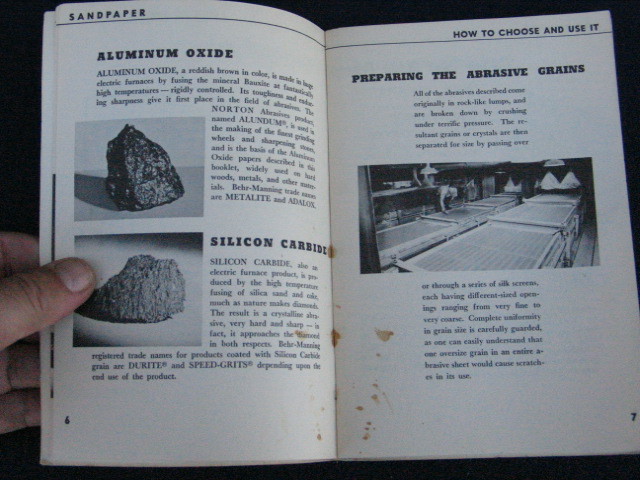 SANDPAPER
ALUMINUM OXIDE
ALUMINUM OXIDE, a reddish brown in color, is made in large
electric furnaces by fusing the mineral Bauxite at fantastically
high temperatures — rigidly controlled. Its toughness and endur-
ing sharpness give it first place in the field of abrasives. The
NORTON Abrasives product,
named ALUNDUM®, is used in
the making of the finest grinding
wheels and sharpening stones,
and is the basis of the Aluminum
Oxide papers described in this
booklet, widely used on hard
woods, metals, and other mater-
ials. Behr-Manning trade names
are METALITE and ADALOX.
SILICON CARBIDE
SILICON CARBIDE, also an
electric furnace product, is pro-
duced by the high temperature
fusing of silica sand and coke,
much as nature makes diamonds.
The result is a crystalline abra-
sive, very hard and sharp — in
fact, it approaches the diamond
in both respects. Behr-Manning
registered trade names for products coated with Silicon Carbide
grain are DURITE® and SPEED-GRITS® depending upon the
end use of the product.
6
HOW TO CHOOSE AND USE IT
PREPARING THE ABRASIVE GRAINS
All of the abrasives described come
originally in rock-like lumps, and
are broken down by crushing
under terrific pressure. The re-
sultant grains or crystals are then
separated for size by passing over
or through a series of silk screens,
each having different-sized open-
ings ranging from very fine to
very coarse. Complete uniformity
in grain size is carefully guarded,
as one can easily understand that
one oversize grain in an entire a-
brasive sheet would cause scratch-
es in its use.
7